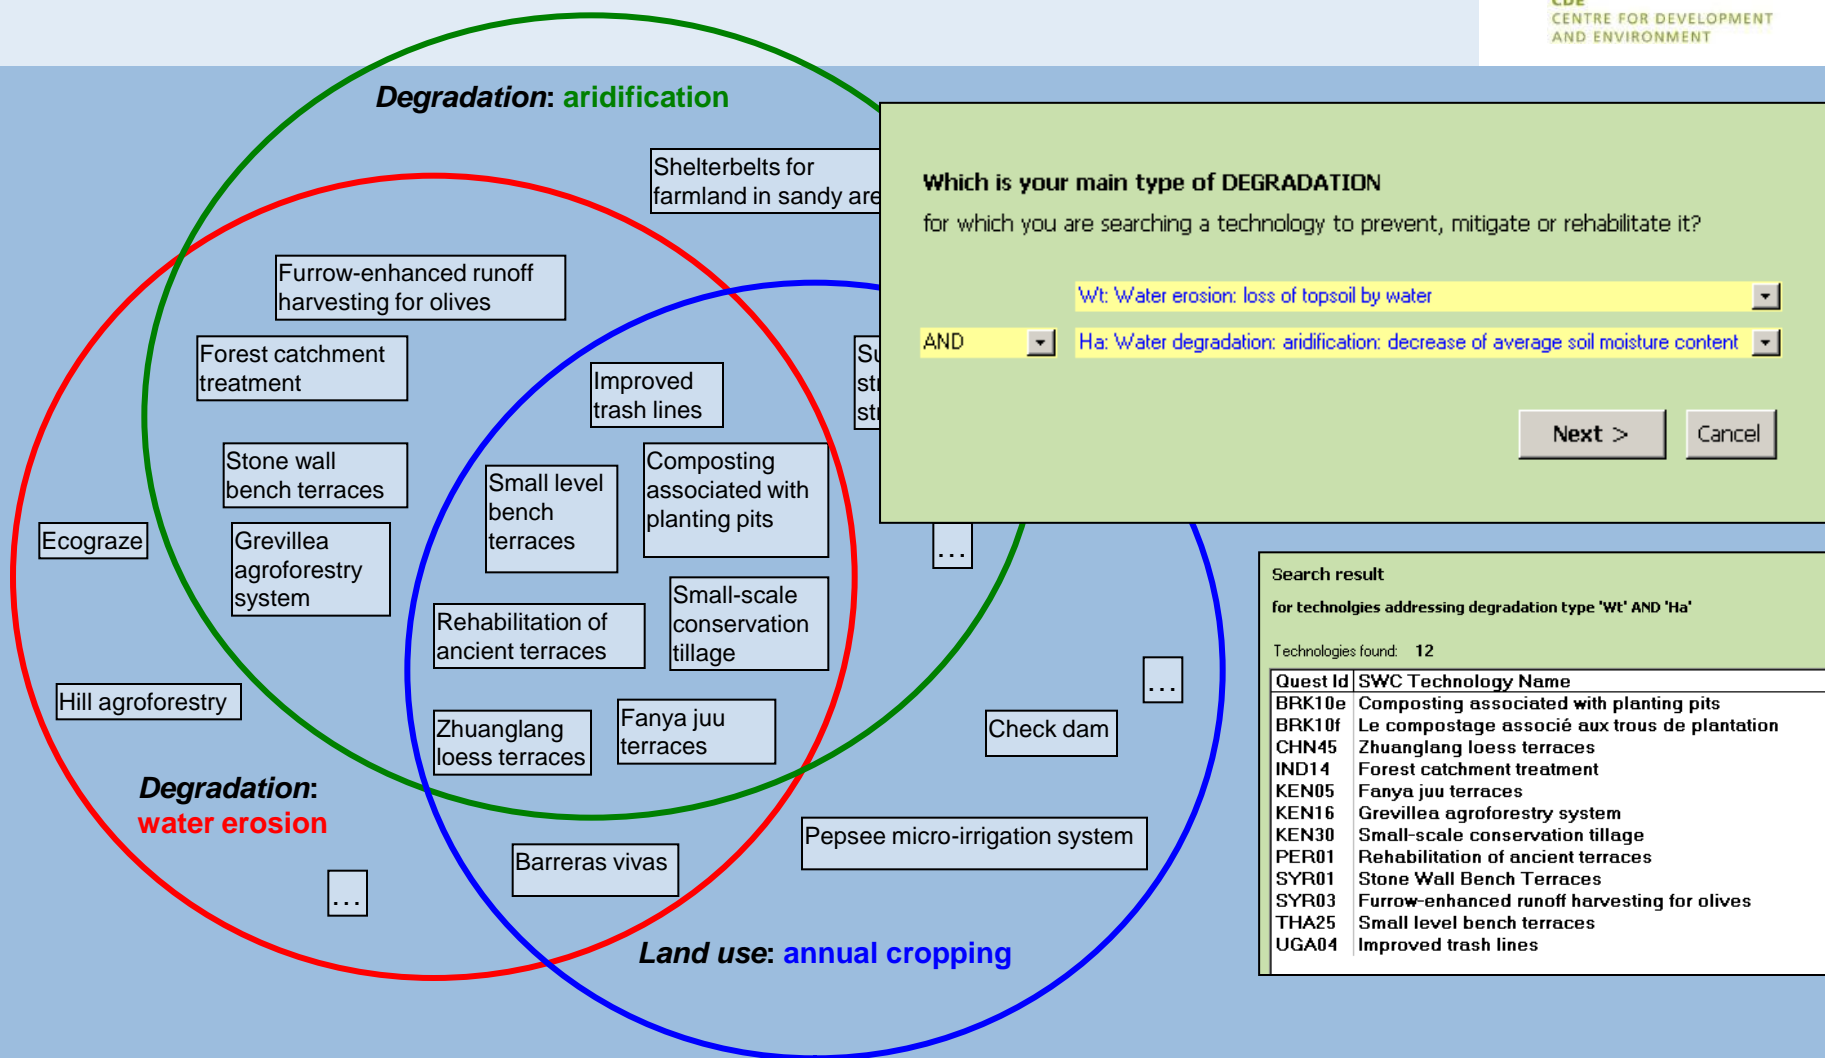 CDE
CENTRE FOR DEVELOPMENT
AND ENVIRONMENT
Degradation: aridification
Shelterbelts for
farmland in sandy
Furrow-enhanced runoff
harvesting for olives
Forest catchment
treatment
Improved
trash lines
Stone wall
bench terraces
Small level
bench
terraces
Composting
associated with
planting pits
Ecograze
Grevillea
agroforestry
system
...
Rehabilitation of
ancient terraces
Small-scale
conservation
tillage
Hill agroforestry
Zhuanglang
loess terraces
Fanya juu
terraces
Check dam
...
Degradation:
water erosion
Pepsee micro-irrigation system
Barreras vivas
...
Land use: annual cropping
Which is your main type of DEGRADATION
for which you are searching a technology to prevent, mitigate or rehabilitate it?
Wt: Water erosion: loss of topsoil by water
AND Ha: Water degradation: aridification: decrease of average soil moisture content
Next > Cancel
Search result
for technolgies addressing degradation type 'Wt' AND 'Ha'
Technologies found: 12
Quest Id SWC Technology Name
BRK10e Composting associated with planting pits
BRK10f Le compostage associé aux trous de plantation
CHN45 Zhuanglang loess terraces
IND14 Forest catchment treatment
KEN05 Fanya juu terraces
KEN16 Grevillea agroforestry system
KEN30 Small-scale conservation tillage
PER01 Rehabilitation of ancient terraces
SYR01 Stone Wall Bench Terraces
SYR03 Furrow-enhanced runoff harvesting for olives
THA25 Small level bench terraces
UGA04 Improved trash lines